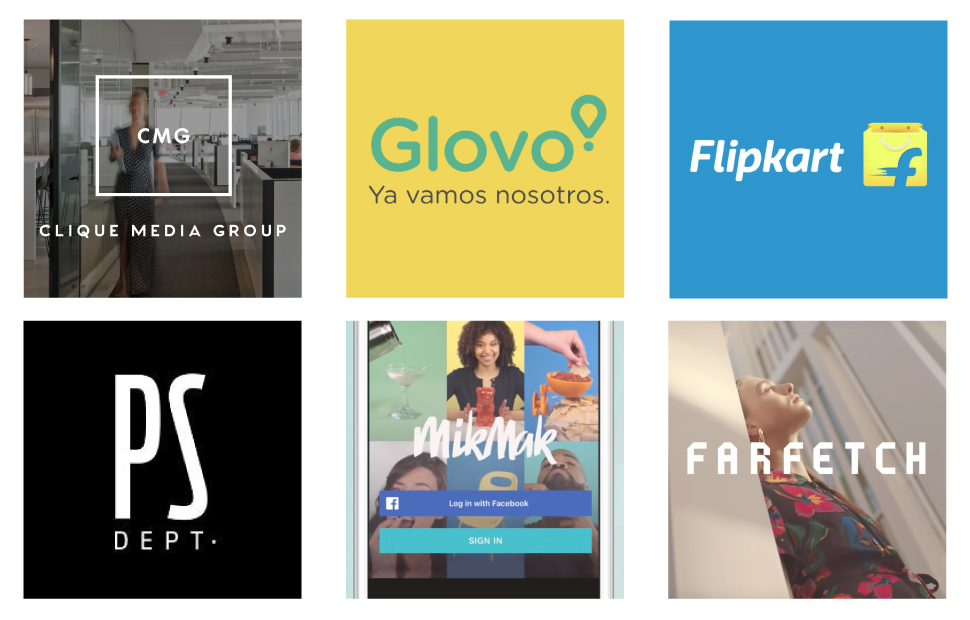 CMG
CLIQUE MEDIA GROUP
Glovo
Ya vamos nosotros.
Flipkart
f
PS
DEPT.
MikMak
f
Log in with Facebook
SIGN IN
FARFETCH